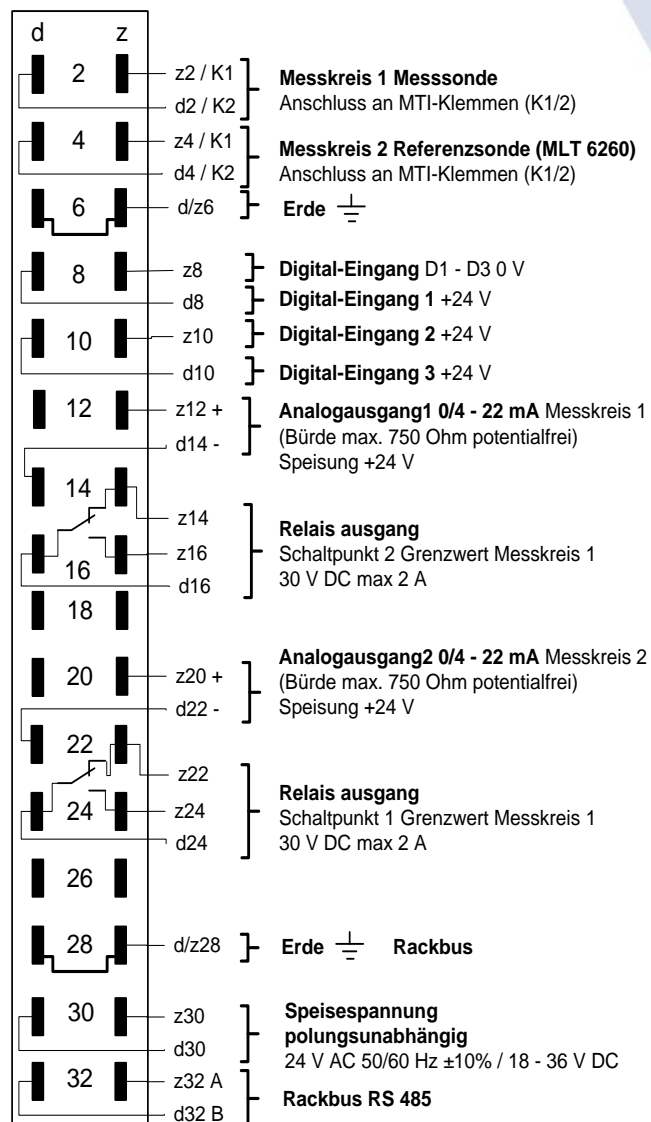 d z
2 z2 / K1
d2 / K2
Messkreis 1 Messsonde
Anschluss an MTI-Klemmen (K1/2)
4 z4 / K1
d4 / K2
Messkreis 2 Referenzsonde (MLT 6260)
Anschluss an MTI-Klemmen (K1/2)
6 d/z6 Erde
8 z8 Digital-Eingang D1 - D3 0 V
d8 Digital-Eingang 1 +24 V
10 z10 Digital-Eingang 2 +24 V
d10 Digital-Eingang 3 +24 V
12 z12 +
d14 -
Analogausgang1 0/4 - 22 mA Messkreis 1
(Bürde max. 750 Ohm potentialfrei)
Speisung +24 V
14 z14
16 z16
d16
Relais ausgang
Schaltpunkt 2 Grenzwert Messkreis 1
30 V DC max 2 A
18
20 z20 +
d22 -
Analogausgang2 0/4 - 22 mA Messkreis 2
(Bürde max. 750 Ohm potentialfrei)
Speisung +24 V
22 z22
24 z24
d24
Relais ausgang
Schaltpunkt 1 Grenzwert Messkreis 1
30 V DC max 2 A
26
28 d/z28 Erde Rackbus
30 z30
d30
Speisespannung
polungsunabhängig
24 V AC 50/60 Hz ±10% / 18 - 36 V DC
32 z32 A
d32 B
Rackbus RS 485